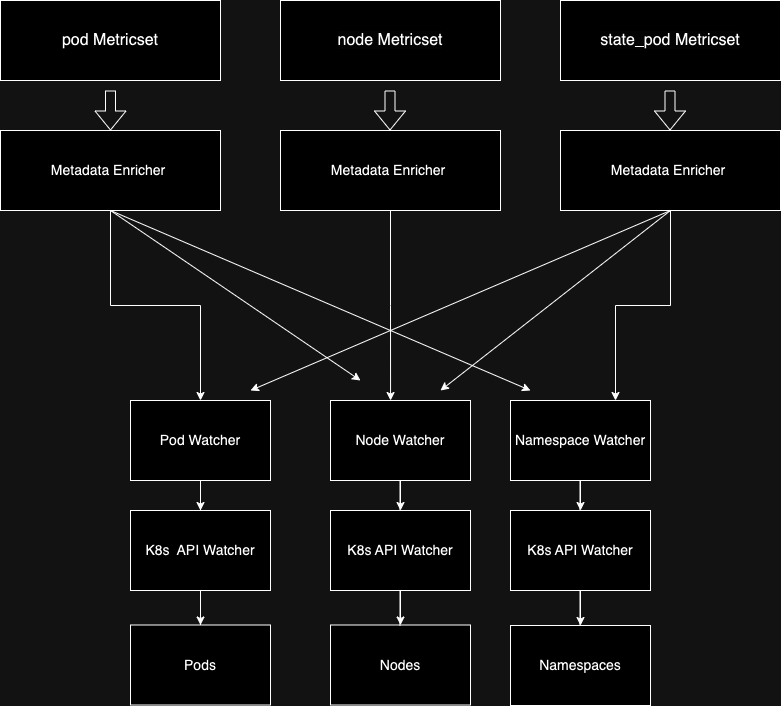 pod Metricset
node Metricset
state_pod Metricset
Metadata Enricher
Metadata Enricher
Metadata Enricher
Pod Watcher
Node Watcher
Namespace Watcher
K8s API Watcher
K8s API Watcher
K8s API Watcher
Pods
Nodes
Namespaces